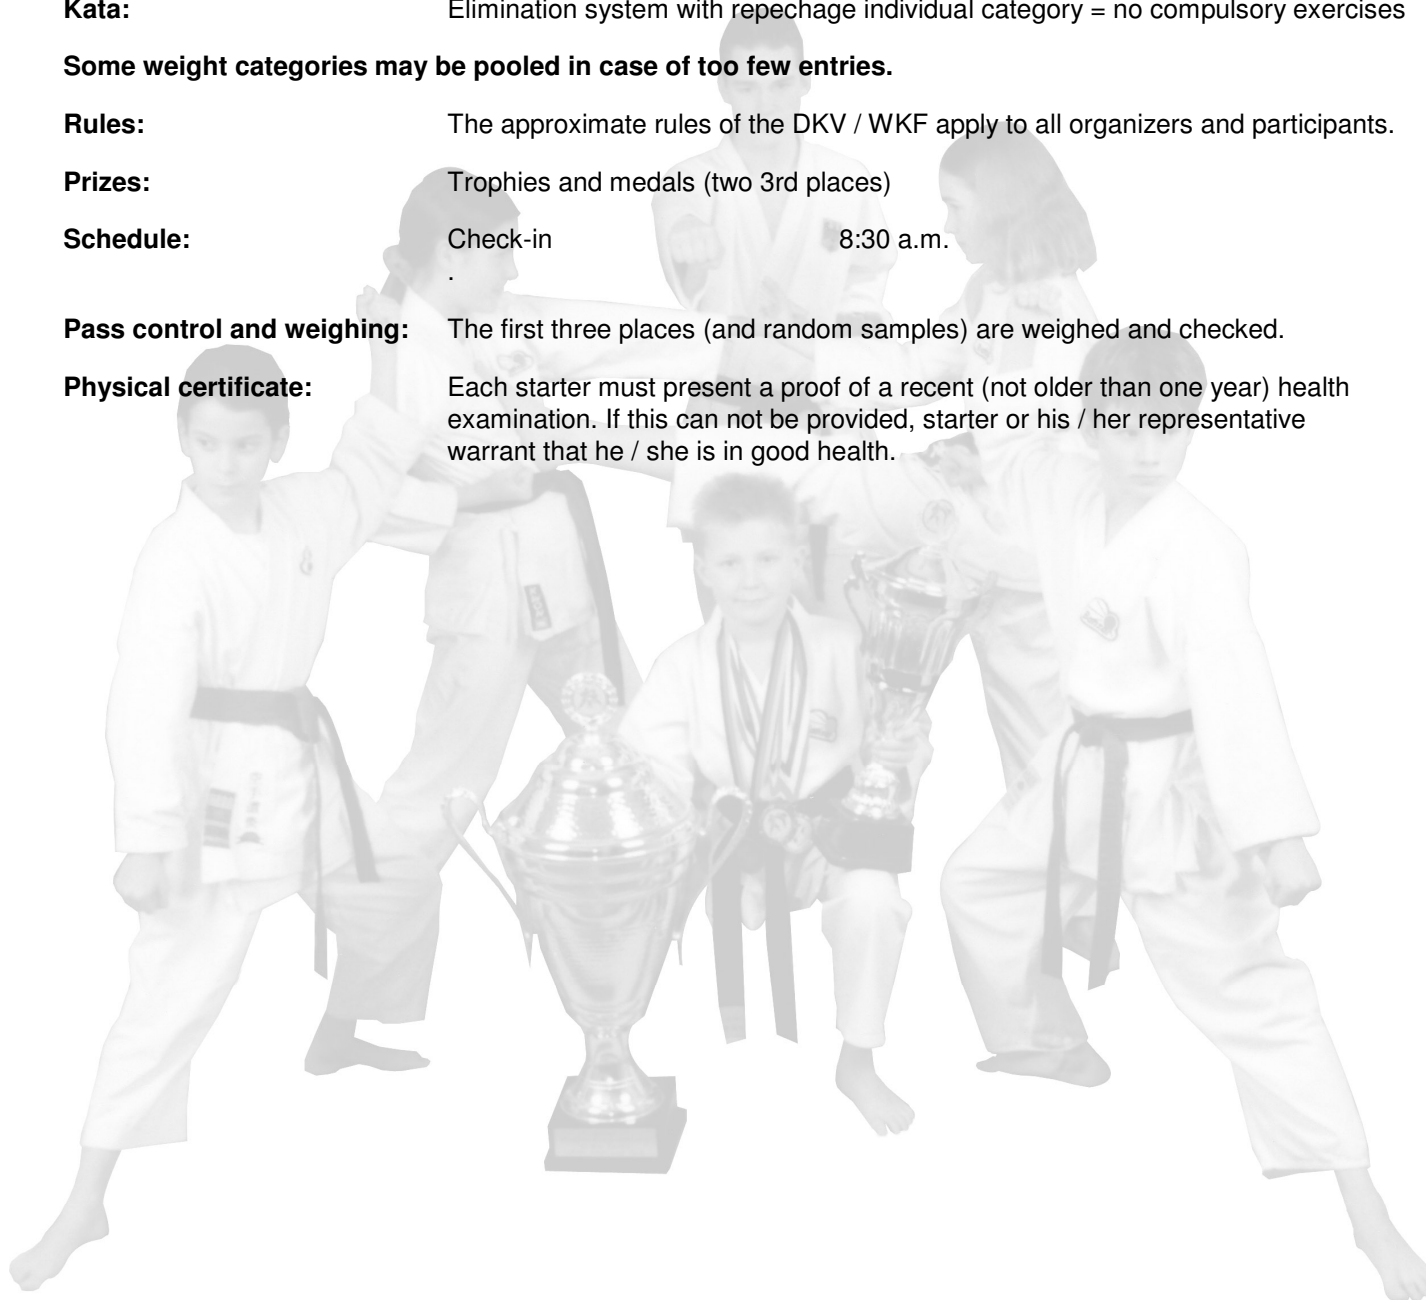 Kata: Elimination system with repechage individual category = no compulsory exercises
Some weight categories may be pooled in case of too few entries.
Rules: The approximate rules of the DKV / WKF apply to all organizers and participants.
Prizes: Trophies and medals (two 3rd places)
Schedule: Check-in 8:30 a.m.
.
Pass control and weighing: The first three places (and random samples) are weighed and checked.
Physical certificate: Each starter must present a proof of a recent (not older than one year) health
examination. If this can not be provided, starter or his / her representative
warrant that he / she is in good health.